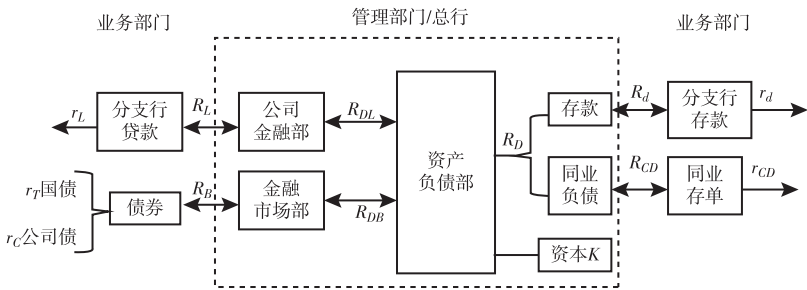 业务部门
管理部门/总行
业务部门
r_L
分支行
贷款
R_L
公司
金融部
R_DL
资产
负债部
R_D
存款
R_d
分支行
存款
r_d
r_T国债
r_C公司债
债券
R_B
金融
市场部
R_DB
同业
负债
R_CD
同业
存单
r_CD
资本K